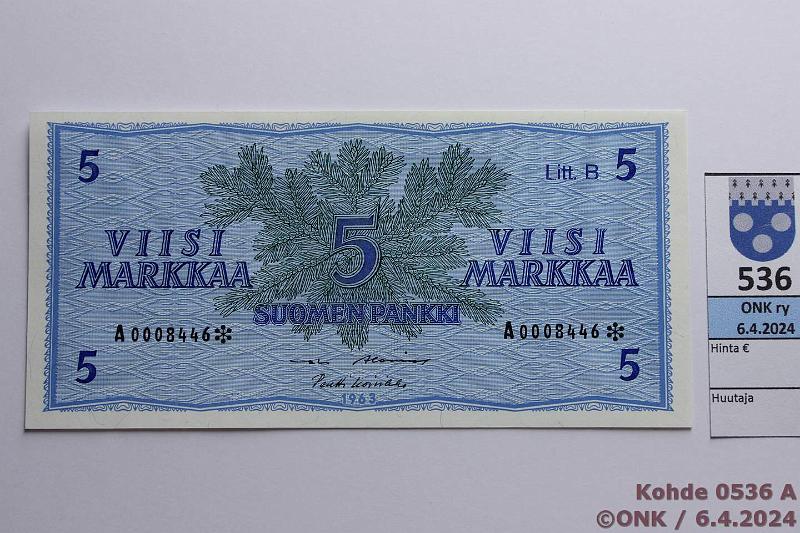 5
Litt. B 5
VIISI MARKKAA
5
VIISI MARKKAA
SUOMEN PANKKI
A0008446*
A0008446*
5
5
1963
536
ONK ry
6.4.2024
Hinta €
Huutaja
Kohde 0536 A
©ONK / 6.4.2024